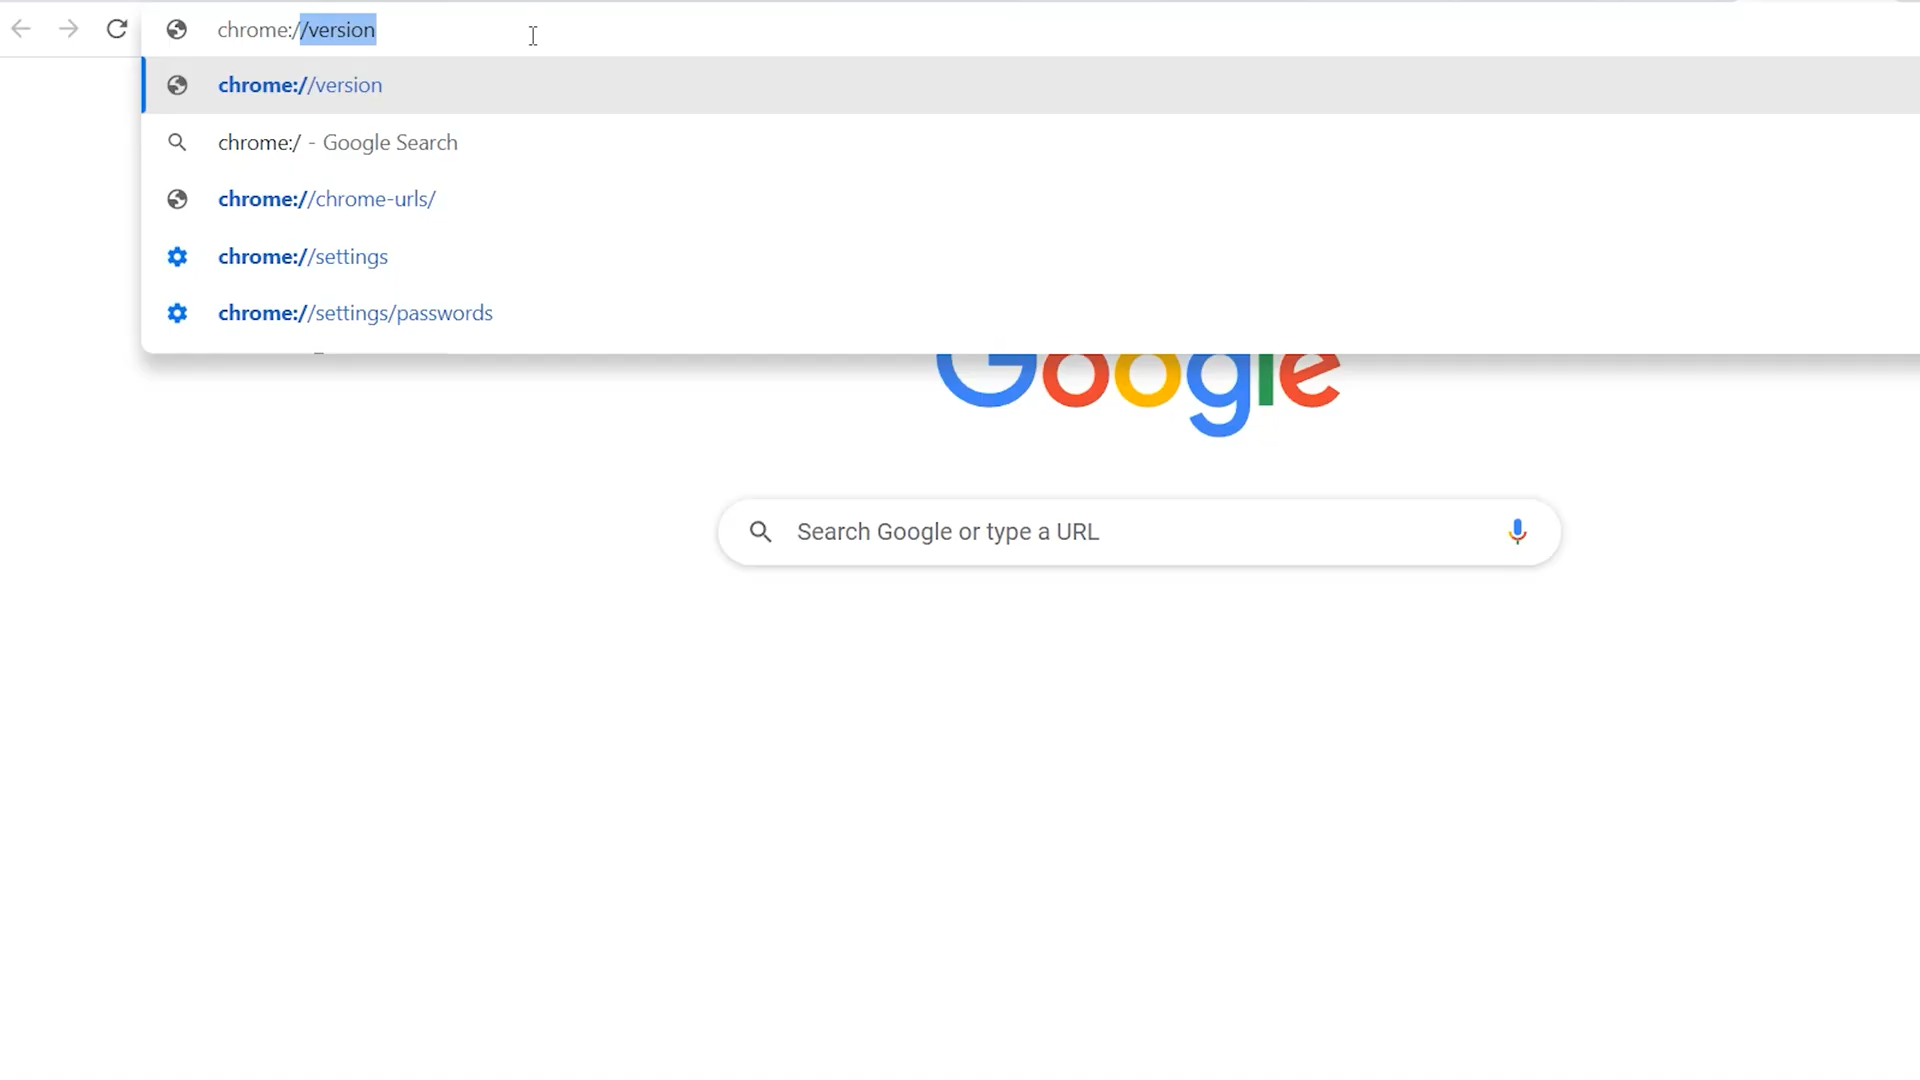 chrome://version
chrome://version
chrome:/ - Google Search
chrome://chrome-urls/
chrome://settings
chrome://settings/passwords
Google
Search Google or type a URL